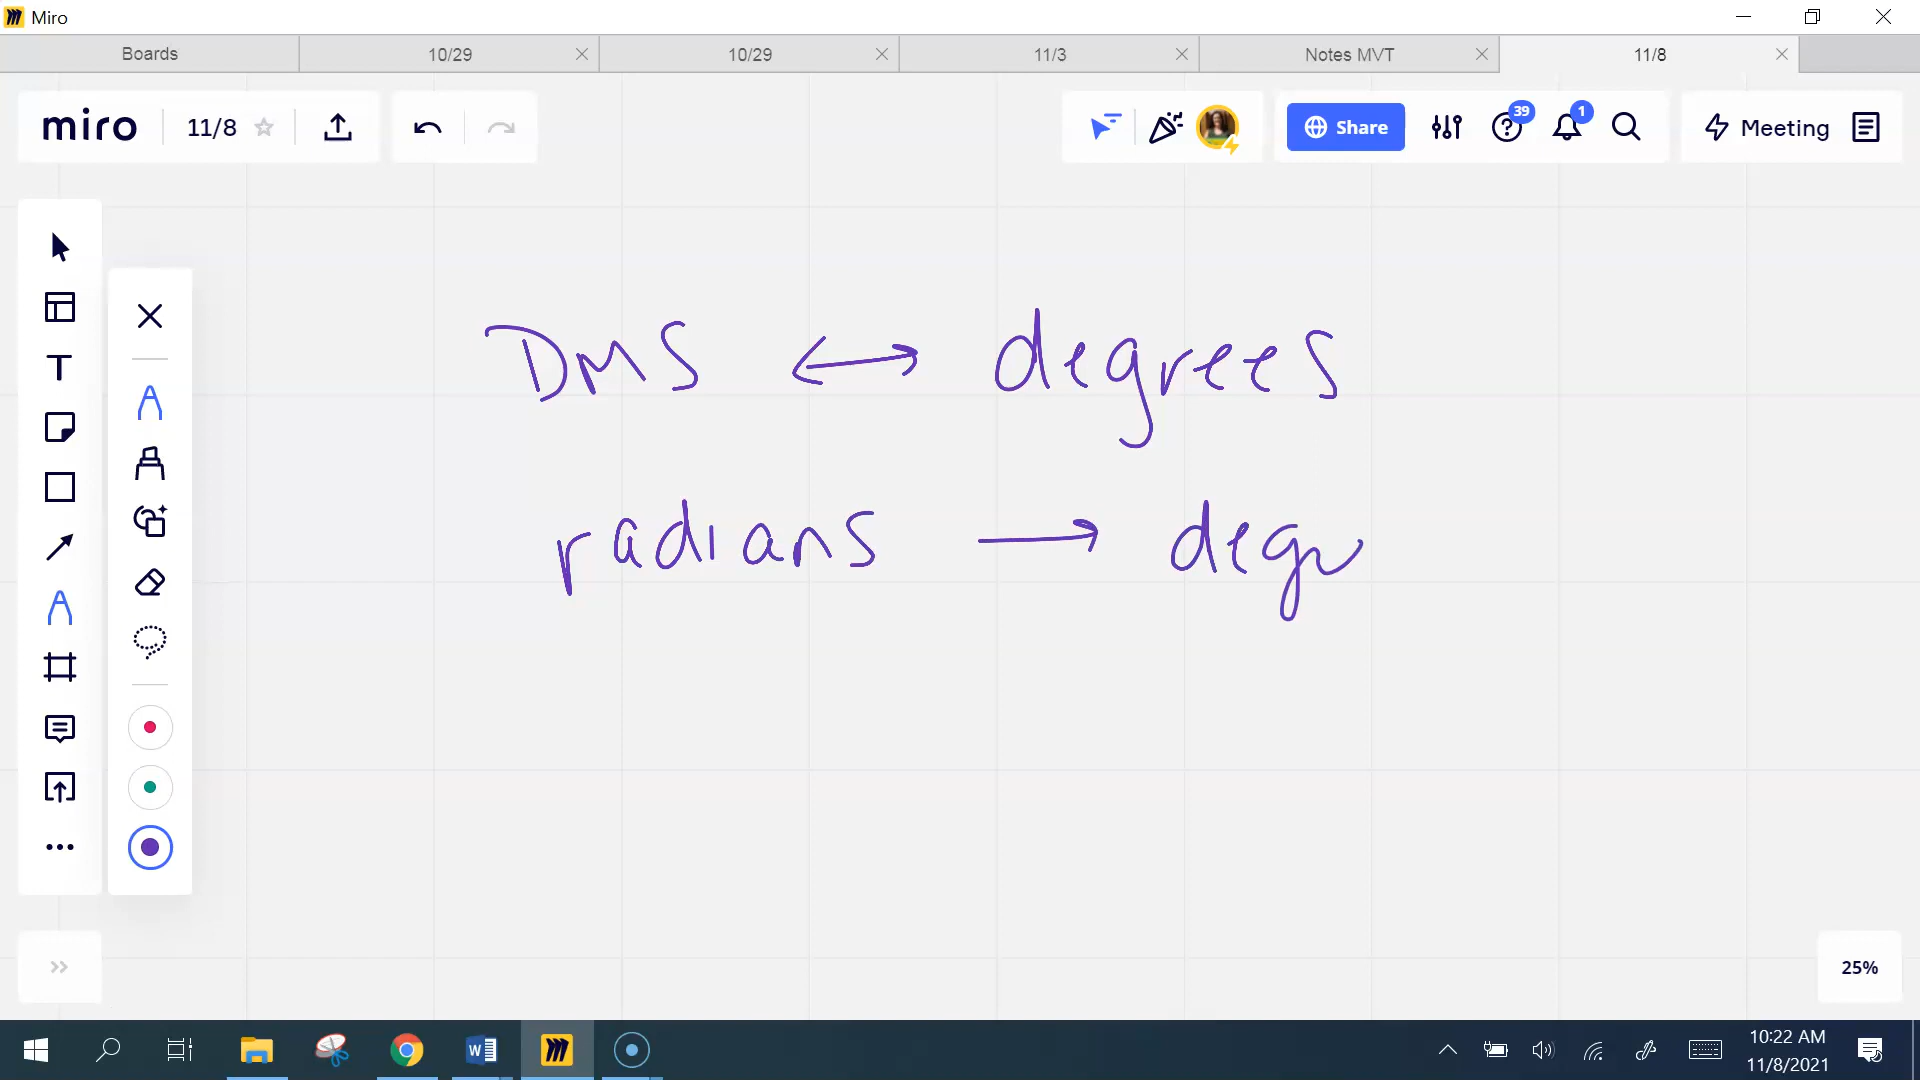 Miro
Boards 10/29 10/29 11/3 Notes MVT 11/8
miro 11/8 Share 39 1 Meeting
DMS ↔ degrees
radians → degr
25%
10:22 AM
11/8/2021